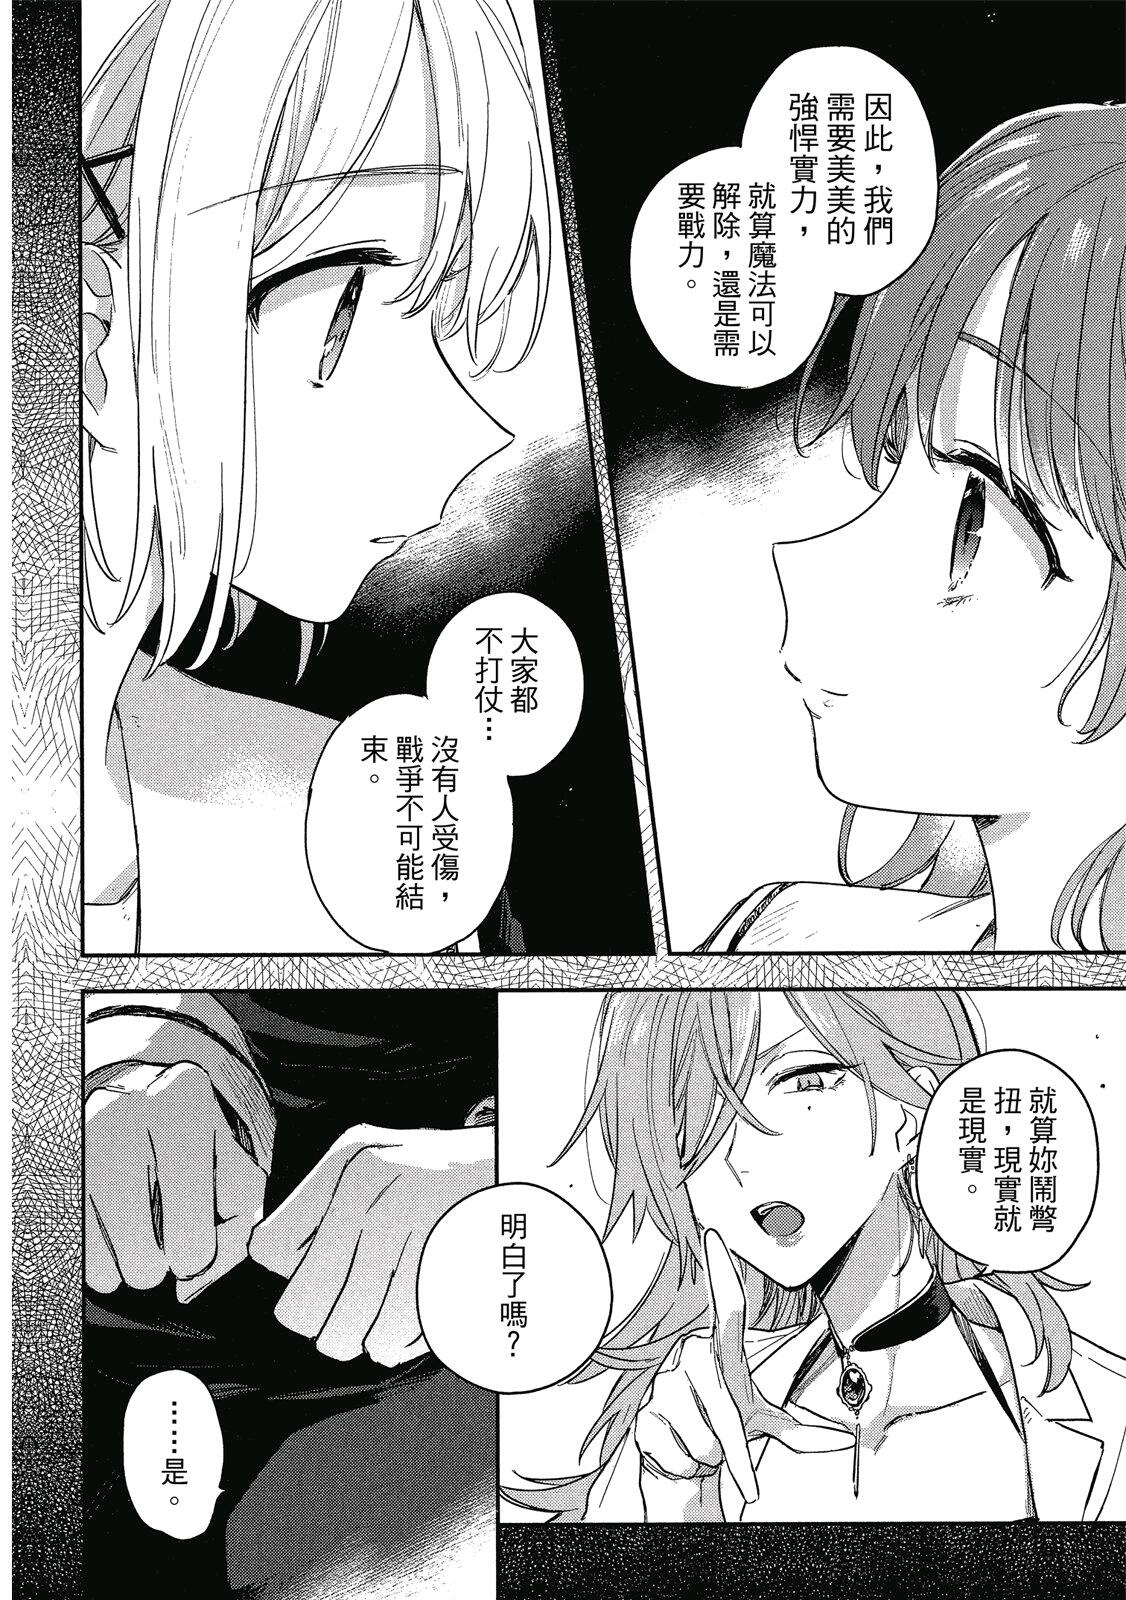 因此，我們
需要美美的
強悍實力，
就算魔法可以
解除，還是需
要戰力。
大家都
不打仗…
沒有人受傷，
戰爭不可能結
束。
就算妳鬧彆
扭，現實就
是現實。
明白了嗎？
……是。